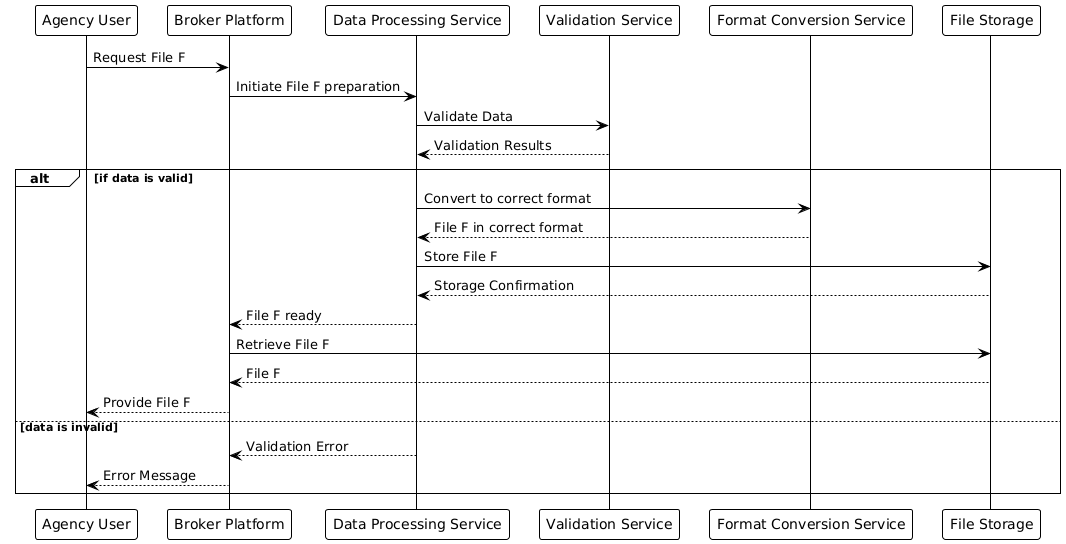 Agency User
Broker Platform
Data Processing Service
Validation Service
Format Conversion Service
File Storage
Request File F
Initiate File F preparation
Validate Data
Validation Results
alt
[if data is valid]
Convert to correct format
File F in correct format
Store File F
Storage Confirmation
File F ready
Retrieve File F
File F
Provide File F
[data is invalid]
Validation Error
Error Message
Agency User
Broker Platform
Data Processing Service
Validation Service
Format Conversion Service
File Storage